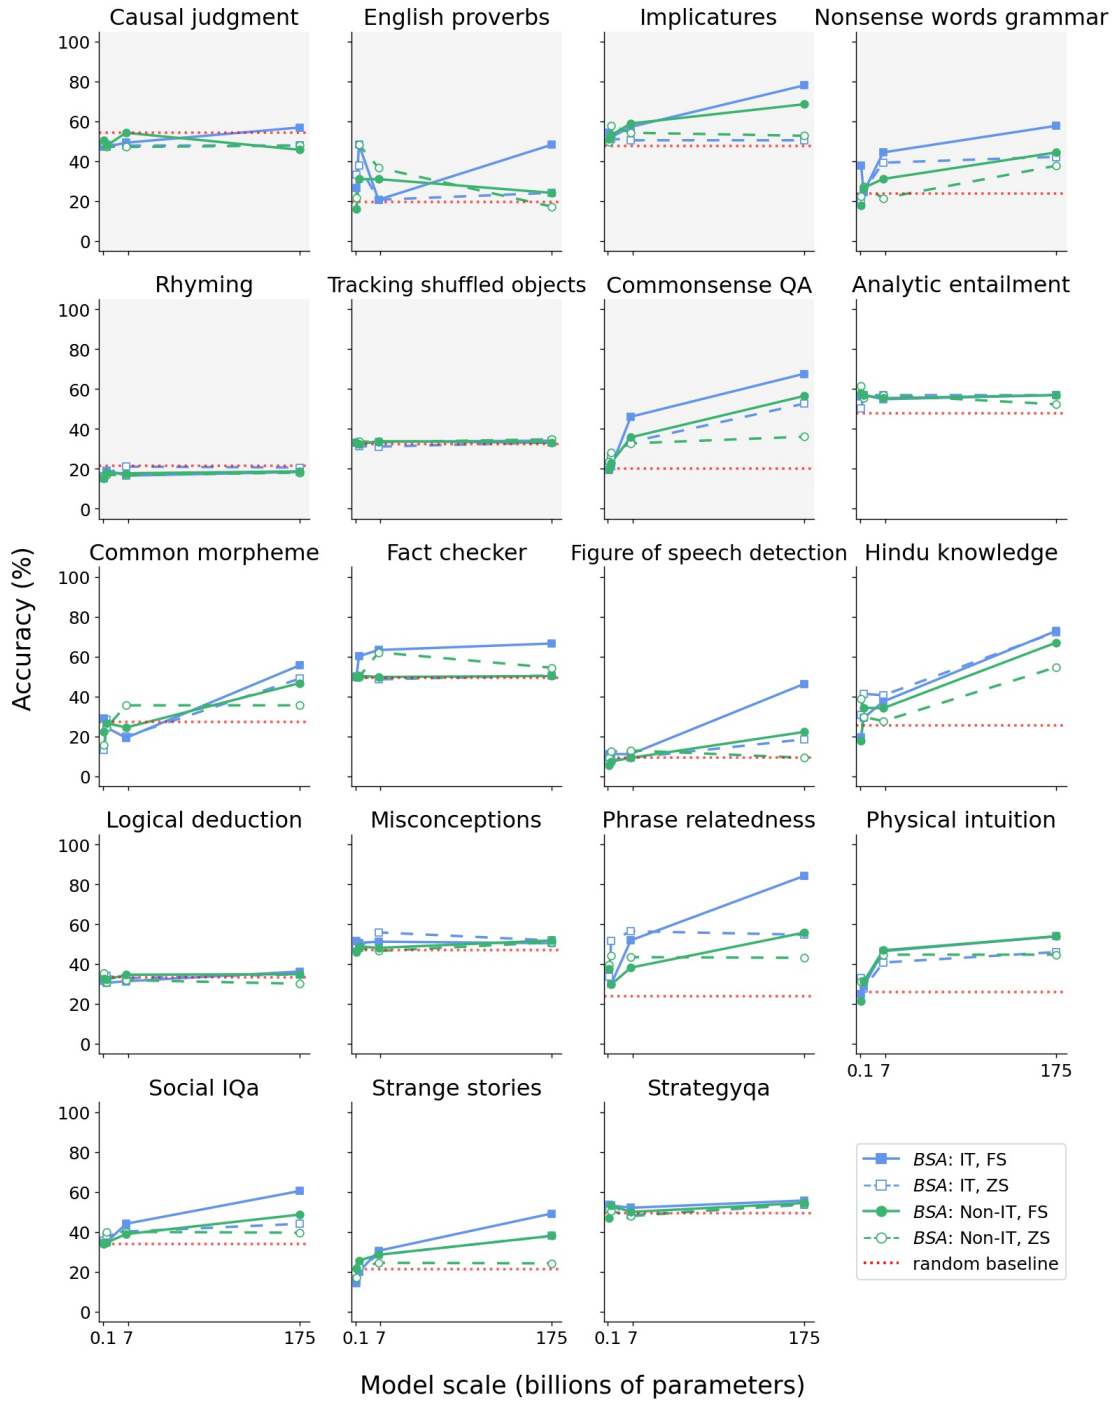 Causal judgment
English proverbs
Implicatures
Nonsense words grammar
100
80
60
40
20
0
Rhyming
Tracking shuffled objects
Commonsense QA
Analytic entailment
100
80
60
40
20
0
Accuracy (%)
Common morpheme
Fact checker
Figure of speech detection
Hindu knowledge
100
80
60
40
20
0
Logical deduction
Misconceptions
Phrase relatedness
Physical intuition
100
80
60
40
20
0
0.1 7 175
Social IQa
Strange stories
Strategyqa
100
80
60
40
20
0
0.1 7 175
0.1 7 175
0.1 7 175
BSA: IT, FS
BSA: IT, ZS
BSA: Non-IT, FS
BSA: Non-IT, ZS
random baseline
Model scale (billions of parameters)